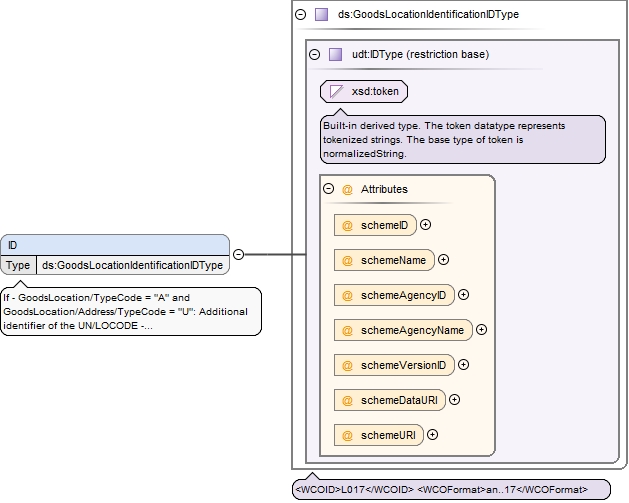 ds:GoodsLocationIdentificationIDType
udt:IDType (restriction base)
xsd:token
Built-in derived type. The token datatype represents
tokenized strings. The base type of token is
normalizedString.
@ Attributes
@ schemeID
@ schemeName
@ schemeAgencyID
@ schemeAgencyName
@ schemeVersionID
@ schemeDataURI
@ schemeURI
ID
Type ds:GoodsLocationIdentificationIDType
If - GoodsLocation/TypeCode = "A" and
GoodsLocation/Address/TypeCode = "U": Additional
identifier of the UN/LOCODE -...
<WCOID>L017</WCOID> <WCOFormat>an..17</WCOFormat>